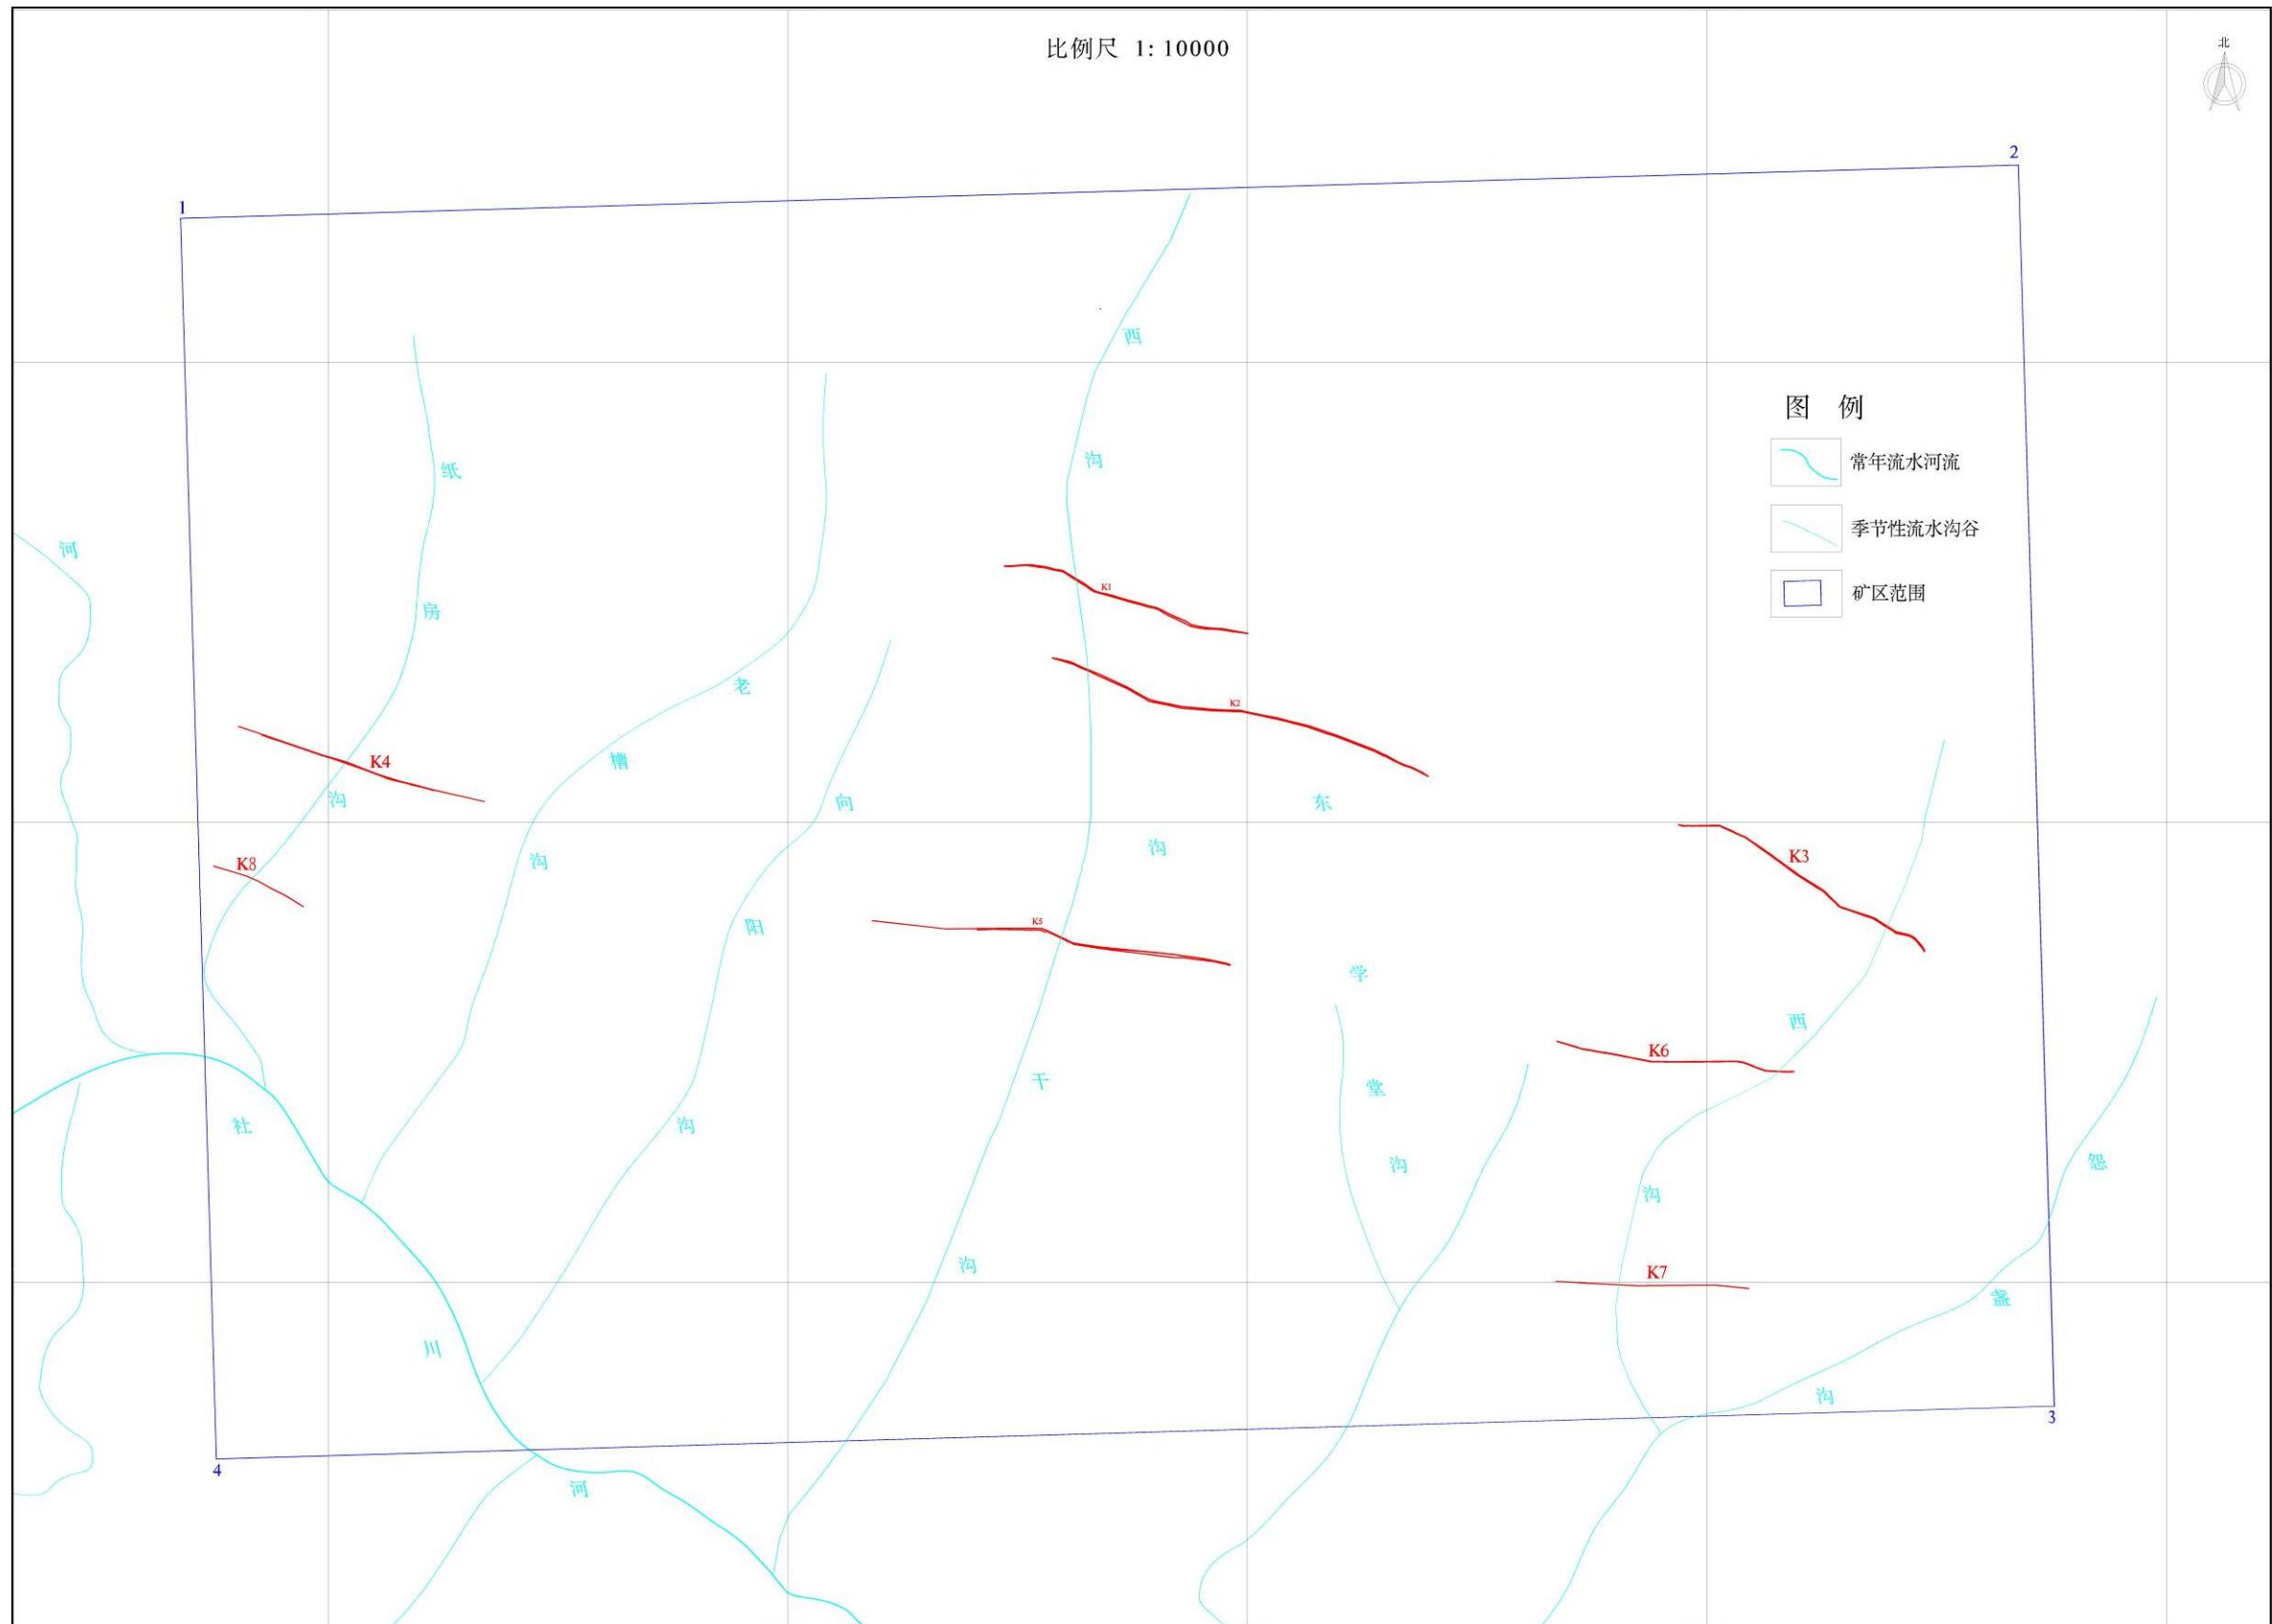 比例尺 1: 10000
北
1
2
图 例
常年流水河流
季节性流水沟谷
矿区范围
西
沟
纸
房
沟
河
老
槽
沟
向
阳
沟
东
沟
干
沟
学
堂
沟
西
沟
怨
盏
沟
社
川
河
K1
K2
K4
K8
K3
K5
K6
K7
3
4